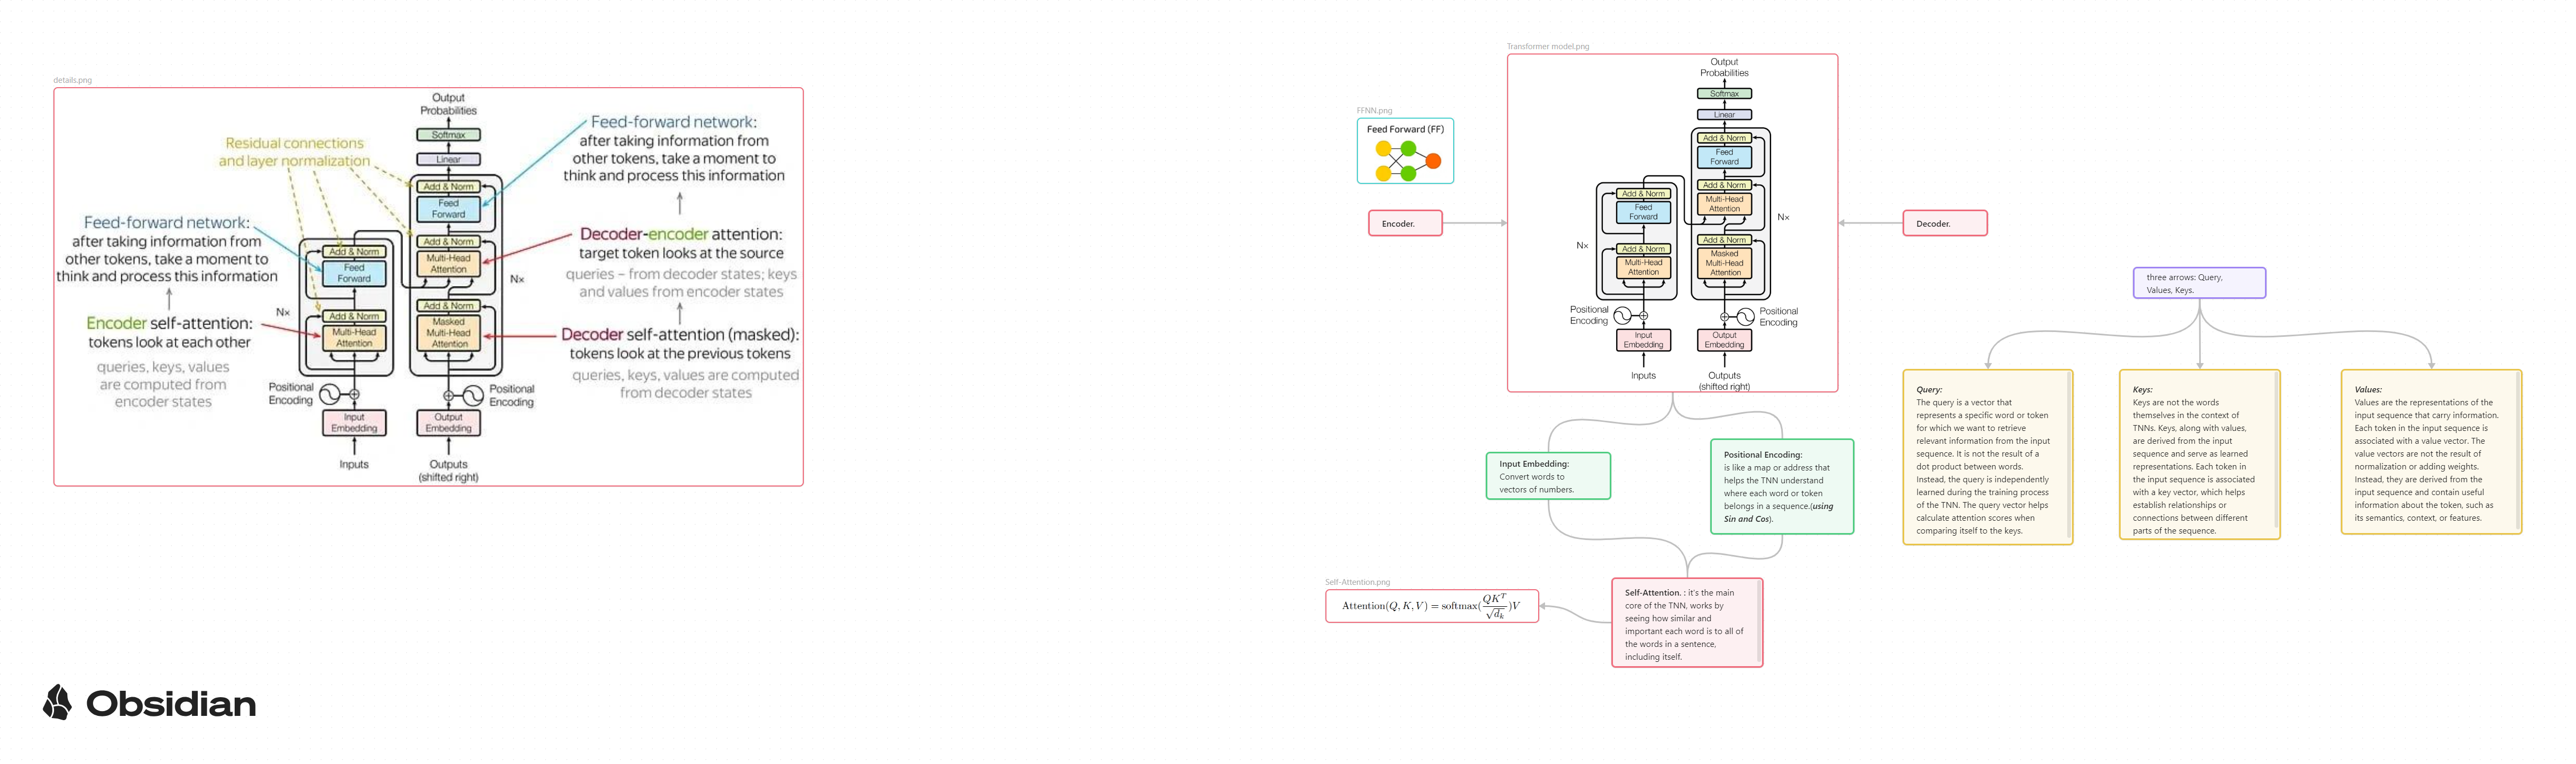 details.png
Output
Probabilities
Softmax
Linear
Add & Norm
Feed
Forward
Add & Norm
Multi-Head
Attention
Add & Norm
Masked
Multi-Head
Attention
Nx
Positional
Encoding
Output
Embedding
Outputs
(shifted right)
Residual connections
and layer normalization
Feed-forward network:
after taking information from
other tokens, take a moment to
think and process this information
Encoder self-attention:
tokens look at each other
queries, keys, values
are computed from
encoder states
Nx
Add & Norm
Feed
Forward
Add & Norm
Multi-Head
Attention
Positional
Encoding
Input
Embedding
Inputs
Feed-forward network:
after taking information from
other tokens, take a moment to
think and process this information
Decoder-encoder attention:
target token looks at the source
queries – from decoder states; keys
and values from encoder states
Decoder self-attention (masked):
tokens look at the previous tokens
queries, keys, values are computed
from decoder states
Obsidian
Transformer model.png
Output
Probabilities
Softmax
Linear
Add & Norm
Feed
Forward
Add & Norm
Multi-Head
Attention
Add & Norm
Masked
Multi-Head
Attention
Nx
Positional
Encoding
Output
Embedding
Outputs
(shifted right)
Nx
Add & Norm
Feed
Forward
Add & Norm
Multi-Head
Attention
Positional
Encoding
Input
Embedding
Inputs
FFNN.png
Feed Forward (FF)
Encoder.
Decoder.
three arrows: Query,
Values, Keys.
Query:
The query is a vector that
represents a specific word or token
for which we want to retrieve
relevant information from the input
sequence. It is not the result of a
dot product between words.
Instead, the query is independently
learned during the training process
of the TNN. The query vector helps
calculate attention scores when
comparing itself to the keys.
Keys:
Keys are not the words
themselves in the context of
TNNs. Keys, along with values,
are derived from the input
sequence and serve as learned
representations. Each token in
the input sequence is associated
with a key vector, which helps
establish relationships or
connections between different
parts of the sequence.
Values:
Values are the representations of the
input sequence that carry information.
Each token in the input sequence is
associated with a value vector. The
value vectors are not the result of
normalization or adding weights.
Instead, they are derived from the
input sequence and contain useful
information about the token, such as
its semantics, context, or features.
Input Embedding:
Convert words to
vectors of numbers.
Positional Encoding:
is like a map or address that
helps the TNN understand
where each word or token
belongs in a sequence.(using
Sin and Cos).
Self-Attention.png
Attention(Q, K, V) = softmax(QK^T/√d_k)V
Self-Attention. : it's the main
core of the TNN, works by
seeing how similar and
important each word is to all of
the words in a sentence,
including itself.